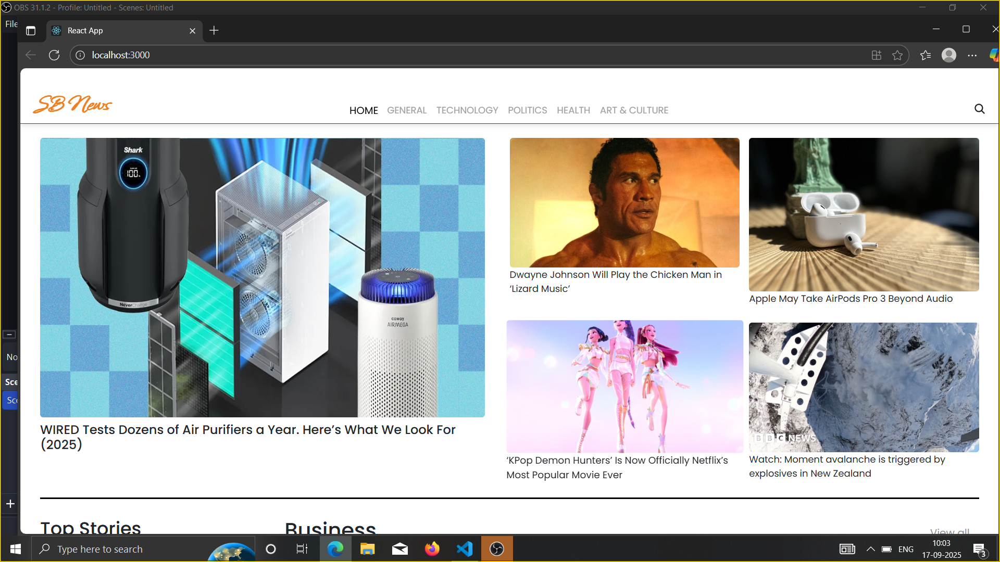 OBS 31.1.2 - Profile: Untitled - Scenes: Untitled
File
React App
localhost:3000
SB News
HOME GENERAL TECHNOLOGY POLITICS HEALTH ART & CULTURE
Shark
100%
NeverChange
coway
AIRMEGA
WIRED Tests Dozens of Air Purifiers a Year. Here’s What We Look For
(2025)
Dwayne Johnson Will Play the Chicken Man in
‘Lizard Music’
Apple May Take AirPods Pro 3 Beyond Audio
‘KPop Demon Hunters’ Is Now Officially Netflix’s
Most Popular Movie Ever
BBC NEWS
Watch: Moment avalanche is triggered by
explosives in New Zealand
No
Sce
Sce
Top Stories
Business
View all
Type here to search
ENG
10:03
17-09-2025
3